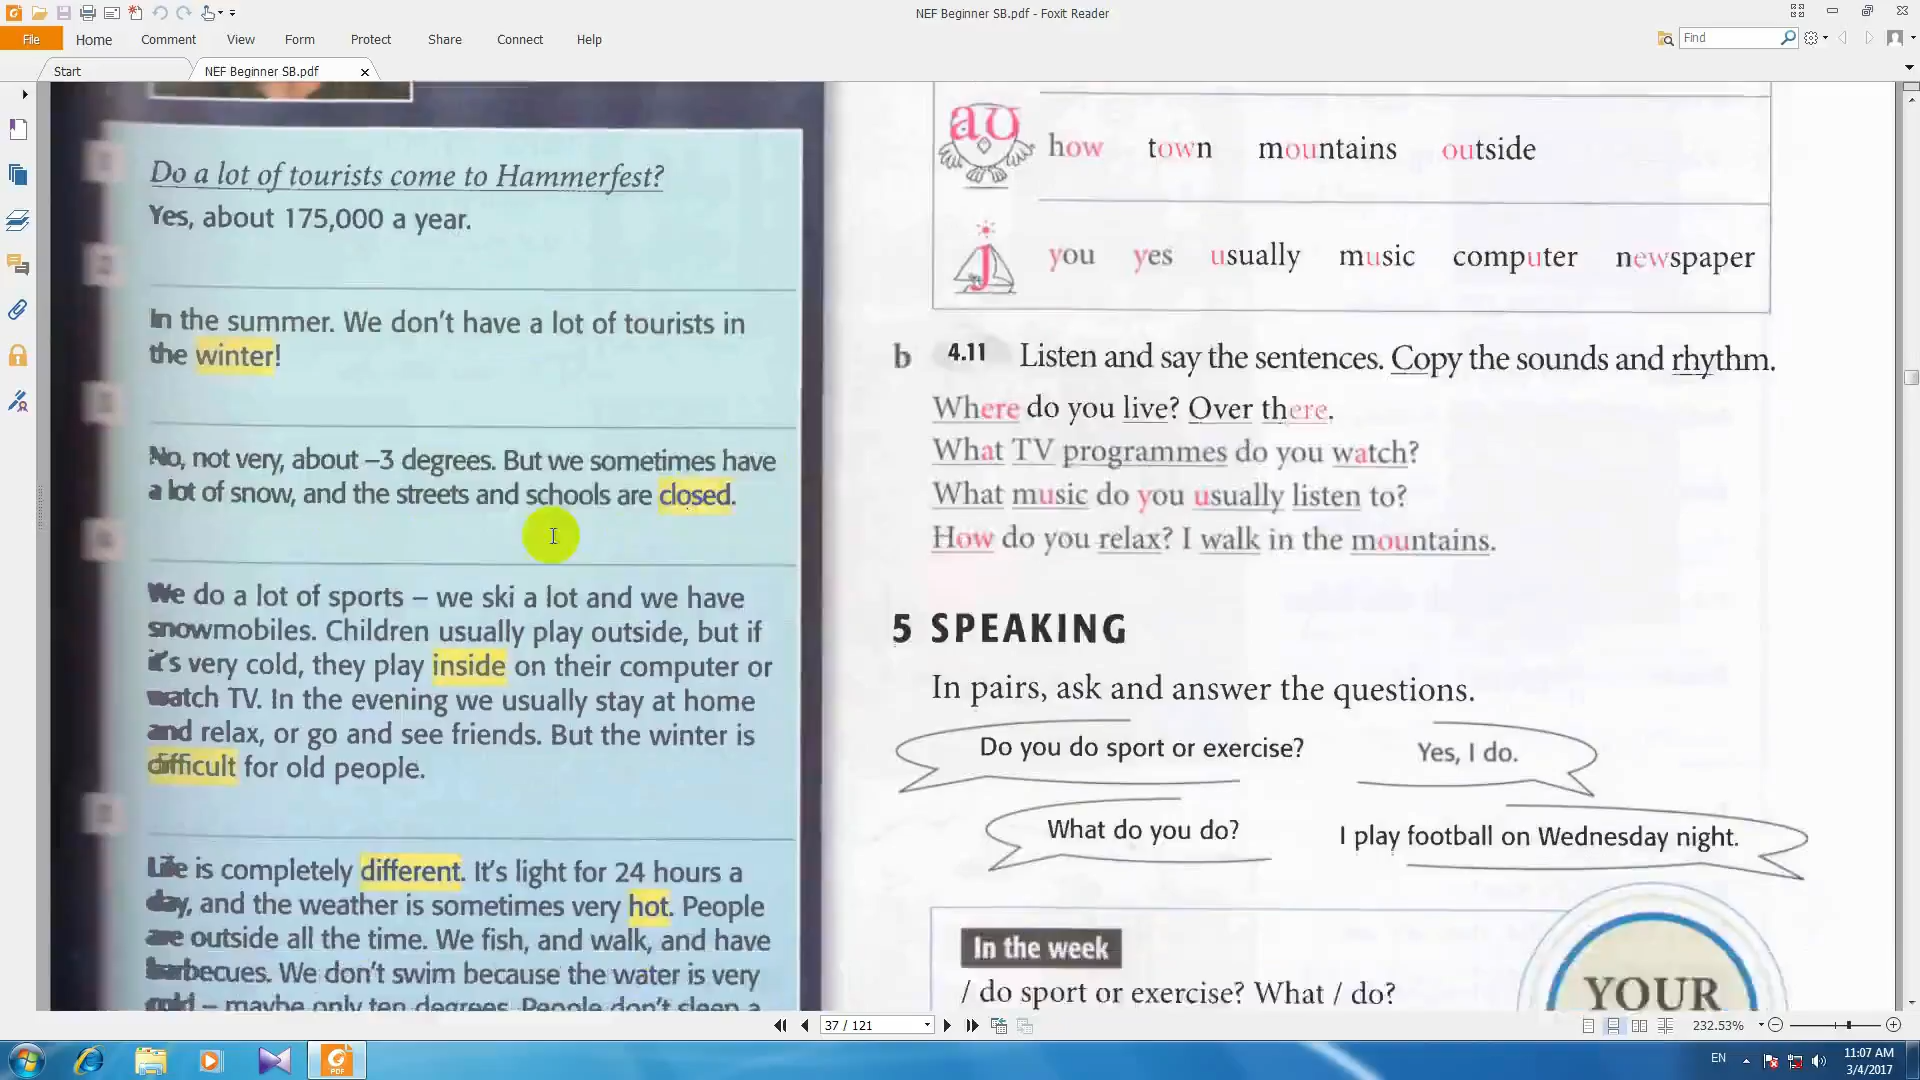 NEF Beginner SB.pdf - Foxit Reader
File Home Comment View Form Protect Share Connect Help
Find
Start
NEF Beginner SB.pdf
Do a lot of tourists come to Hammerfest?
Yes, about 175,000 a year.
In the summer. We don't have a lot of tourists in
the winter!
No, not very, about –3 degrees. But we sometimes have
a lot of snow, and the streets and schools are closed.
We do a lot of sports – we ski a lot and we have
snowmobiles. Children usually play outside, but if
it's very cold, they play inside on their computer or
watch TV. In the evening we usually stay at home
and relax, or go and see friends. But the winter is
difficult for old people.
Life is completely different. It's light for 24 hours a
day, and the weather is sometimes very hot. People
are outside all the time. We fish, and walk, and have
barbecues. We don't swim because the water is very
cold – maybe only ten degrees. People don't sleep a
aʊ
how town mountains outside
j
you yes usually music computer newspaper
b 4.11 Listen and say the sentences. Copy the sounds and rhythm.
Where do you live? Over there.
What TV programmes do you watch?
What music do you usually listen to?
How do you relax? I walk in the mountains.
5 SPEAKING
In pairs, ask and answer the questions.
Do you do sport or exercise? Yes, I do.
What do you do? I play football on Wednesday night.
In the week
/ do sport or exercise? What / do?
YOUR
37 / 121
232.53%
PDF
EN
11:07 AM
3/4/2017